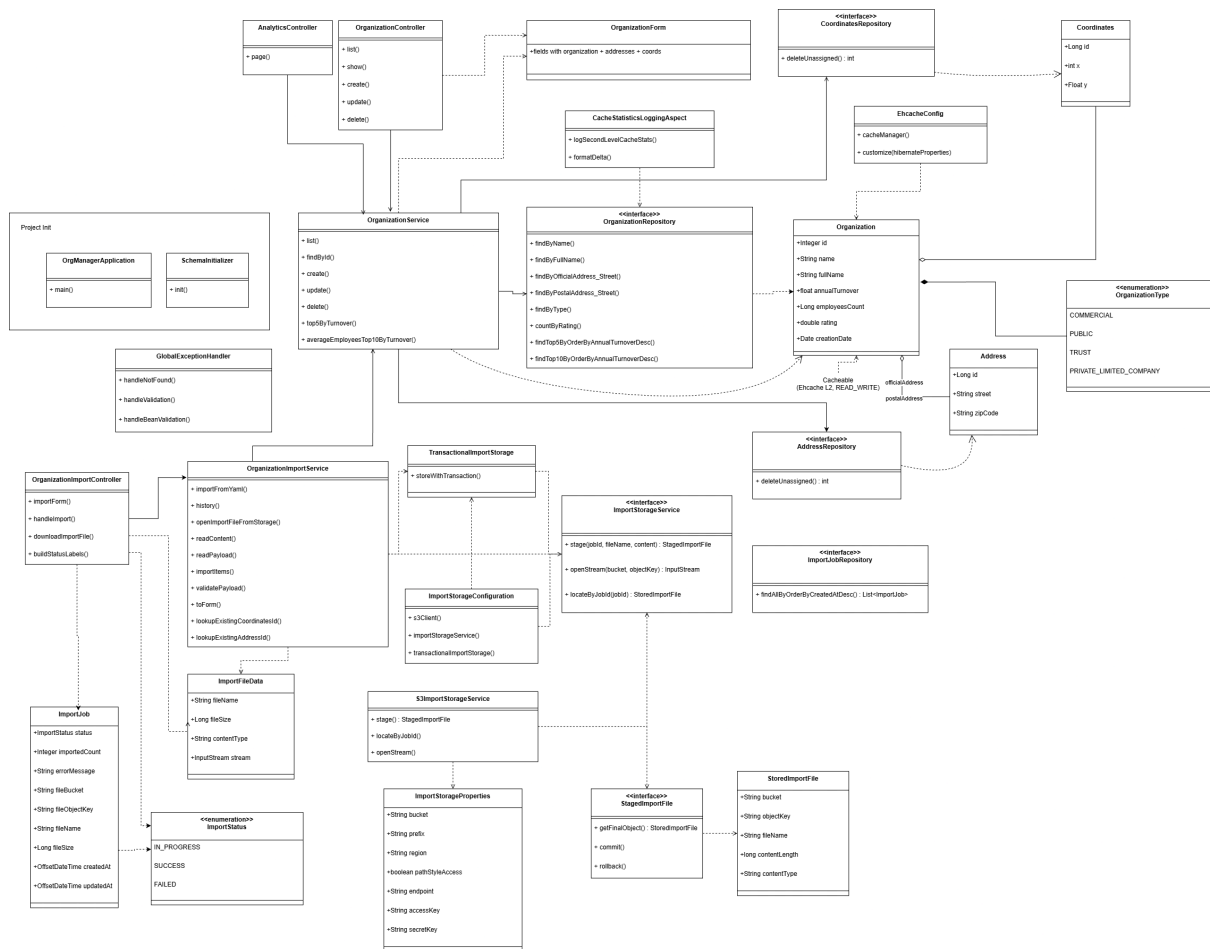 AnalyticsController
+ page()
OrganizationController
+ list()
+ show()
+ create()
+ update()
+ delete()
OrganizationForm
+fields with organization + addresses + coords
<<interface>>
CoordinatesRepository
+ deleteUnassigned() : int
Coordinates
+Long id
+int x
+Float y
CacheStatisticsLoggingAspect
+ logSecondLevelCacheStats()
+ formatDelta()
EhcacheConfig
+ cacheManager()
+ customize(hibernateProperties)
Project Init
OrgManagerApplication
+ main()
SchemaInitializer
+ init()
OrganizationService
+ list()
+ findById()
+ create()
+ update()
+ delete()
+ top5ByTurnover()
+ averageEmployeesTop10ByTurnover()
<<interface>>
OrganizationRepository
+ findByName()
+ findByFullName()
+ findByOfficialAddress_Street()
+ findByPostalAddress_Street()
+ findByType()
+ countByRating()
+ findTop5ByOrderByAnnualTurnoverDesc()
+ findTop10ByOrderByAnnualTurnoverDesc()
Organization
+Integer id
+String name
+String fullName
+float annualTurnover
+Long employeesCount
+double rating
+Date creationDate
<<enumeration>>
OrganizationType
COMMERCIAL
PUBLIC
TRUST
PRIVATE_LIMITED_COMPANY
Cacheable
(Ehcache L2, READ_WRITE)
officialAddress
postalAddress
Address
+Long id
+String street
+String zipCode
GlobalExceptionHandler
+ handleNotFound()
+ handleValidation()
+ handleBeanValidation()
<<interface>>
AddressRepository
+ deleteUnassigned() : int
OrganizationImportController
+ importForm()
+ handleImport()
+ downloadImportFile()
+ buildStatusLabels()
OrganizationImportService
+ importFromYaml()
+ history()
+ openImportFileFromStorage()
+ readContent()
+ readPayload()
+ importItems()
+ validatePayload()
+ toForm()
+ lookupExistingCoordinatesId()
+ lookupExistingAddressId()
TransactionalImportStorage
+ storeWithTransaction()
<<interface>>
ImportStorageService
+ stage(jobId, fileName, content) : StagedImportFile
+ openStream(bucket, objectKey) : InputStream
+ locateByJobId(jobId) : StoredImportFile
<<interface>>
ImportJobRepository
+ findAllByOrderByCreatedAtDesc() : List<ImportJob>
ImportStorageConfiguration
+ s3Client()
+ importStorageService()
+ transactionalImportStorage()
ImportFileData
+String fileName
+Long fileSize
+String contentType
+InputStream stream
ImportJob
+ImportStatus status
+Integer importedCount
+String errorMessage
+String fileBucket
+String fileObjectKey
+String fileName
+Long fileSize
+OffsetDateTime createdAt
+OffsetDateTime updatedAt
<<enumeration>>
ImportStatus
IN_PROGRESS
SUCCESS
FAILED
S3ImportStorageService
+ stage() : StagedImportFile
+ locateByJobId()
+ openStream()
ImportStorageProperties
+String bucket
+String prefix
+String region
+boolean pathStyleAccess
+String endpoint
+String accessKey
+String secretKey
<<interface>>
StagedImportFile
+ getFinalObject() : StoredImportFile
+ commit()
+ rollback()
StoredImportFile
+String bucket
+String objectKey
+String fileName
+long contentLength
+String contentType